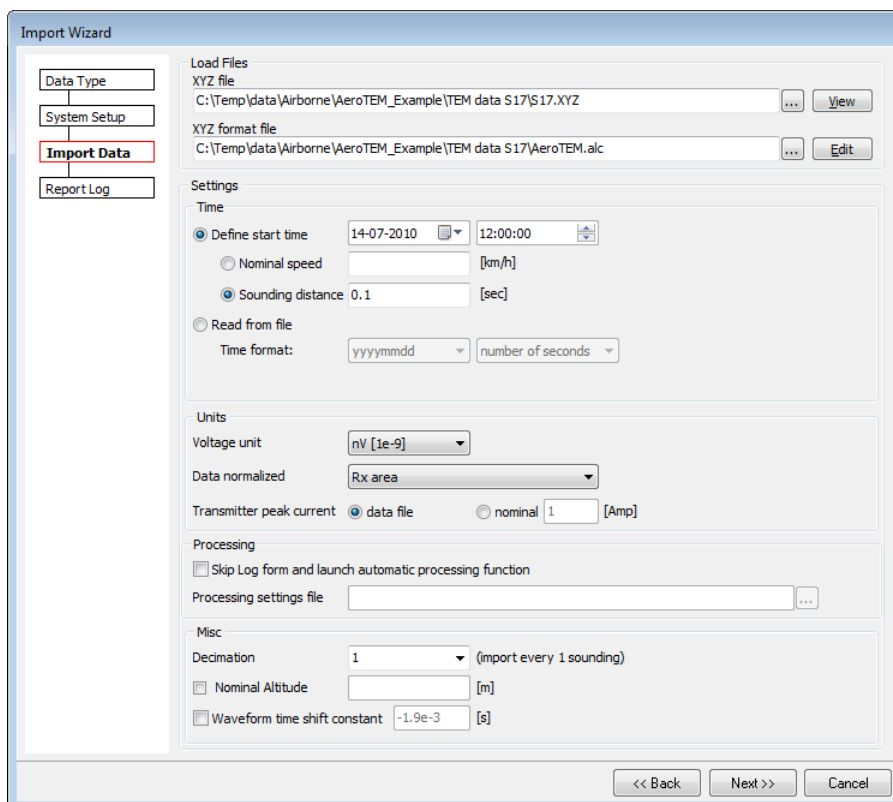 Import Wizard
Data Type
System Setup
Import Data
Report Log
Load Files
XYZ file
C:\Temp\data\Airborne\AeroTEM_Example\TEM data S17\S17.XYZ ... View
XYZ format file
C:\Temp\data\Airborne\AeroTEM_Example\TEM data S17\AeroTEM.alc ... Edit
Settings
Time
Define start time 14-07-2010 12:00:00
Nominal speed [km/h]
Sounding distance 0.1 [sec]
Read from file
Time format: yyyymmdd number of seconds
Units
Voltage unit nV [1e-9]
Data normalized Rx area
Transmitter peak current data file nominal 1 [Amp]
Processing
Skip Log form and launch automatic processing function
Processing settings file ...
Misc
Decimation 1 (import every 1 sounding)
Nominal Altitude [m]
Waveform time shift constant -1.9e-3 [s]
<< Back Next >> Cancel